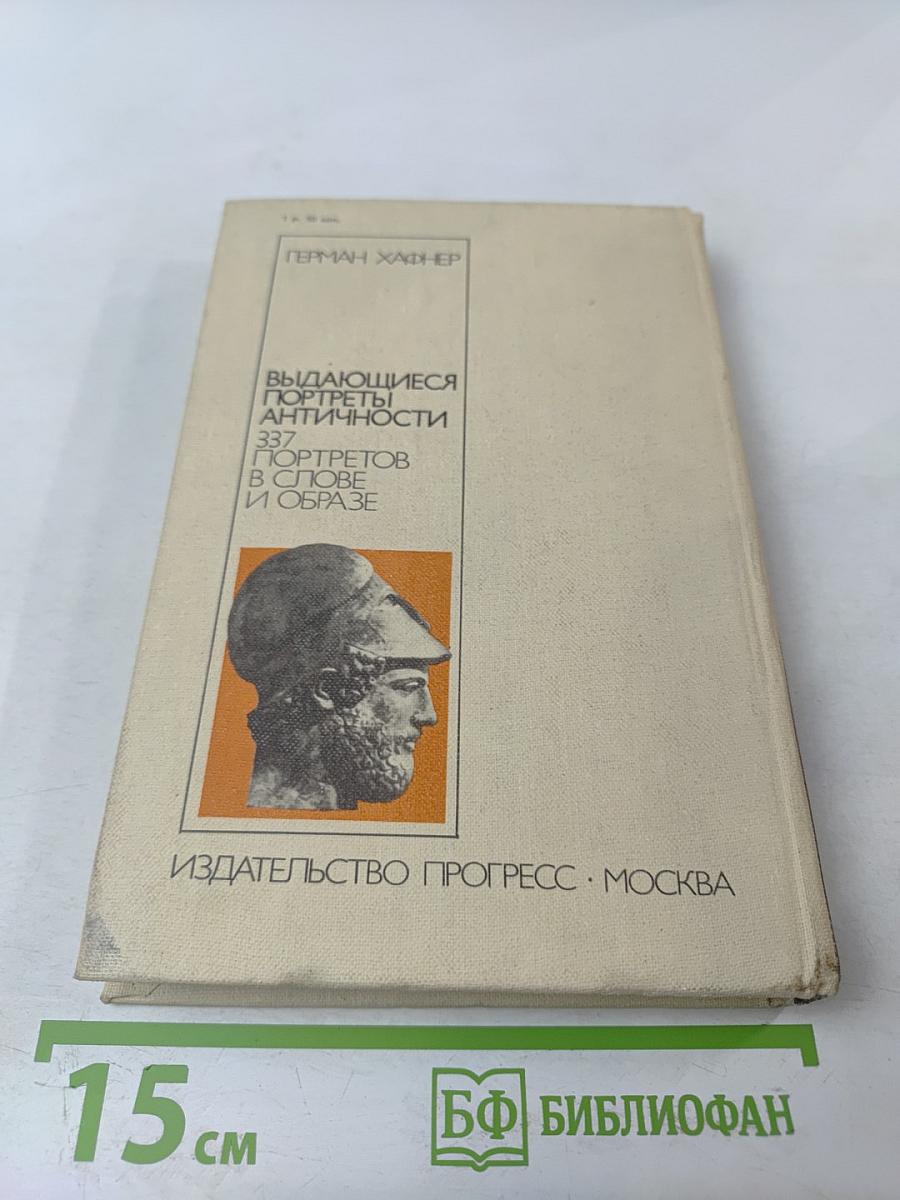 ГЕРМАН ХАФНЕР
ВЫДАЮЩИЕСЯ
ПОРТРЕТЫ
АНТИЧНОСТИ
337
ПОРТРЕТОВ
В СЛОВЕ
И ОБРАЗЕ
ИЗДАТЕЛЬСТВО ПРОГРЕСС · МОСКВА
15 см
БФ БИБЛИОФАН